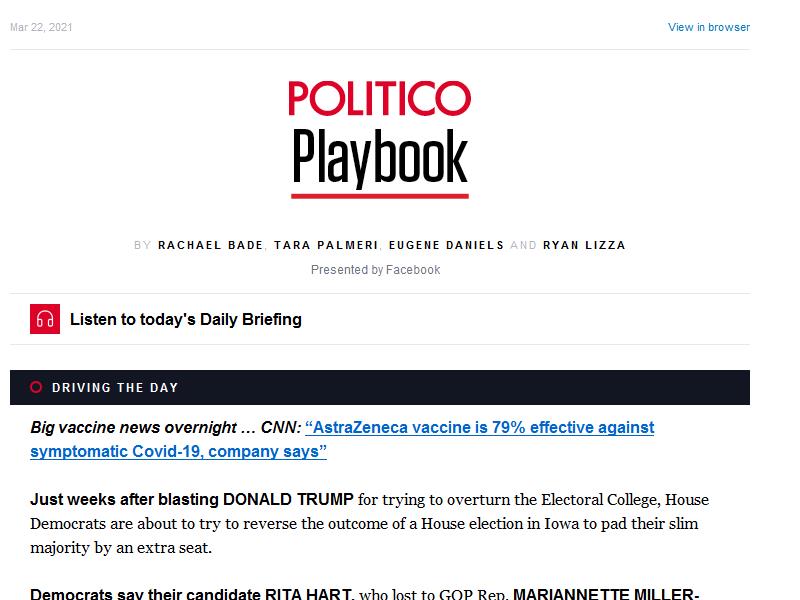 Mar 22, 2021
View in browser
POLITICO
Playbook
BY RACHAEL BADE, TARA PALMERI, EUGENE DANIELS AND RYAN LIZZA
Presented by Facebook
Listen to today's Daily Briefing
DRIVING THE DAY
Big vaccine news overnight … CNN: “AstraZeneca vaccine is 79% effective against
symptomatic Covid-19, company says”
Just weeks after blasting DONALD TRUMP for trying to overturn the Electoral College, House
Democrats are about to try to reverse the outcome of a House election in Iowa to pad their slim
majority by an extra seat.
Democrats say their candidate RITA HART, who lost to GOP Rep. MARIANNETTE MILLER-